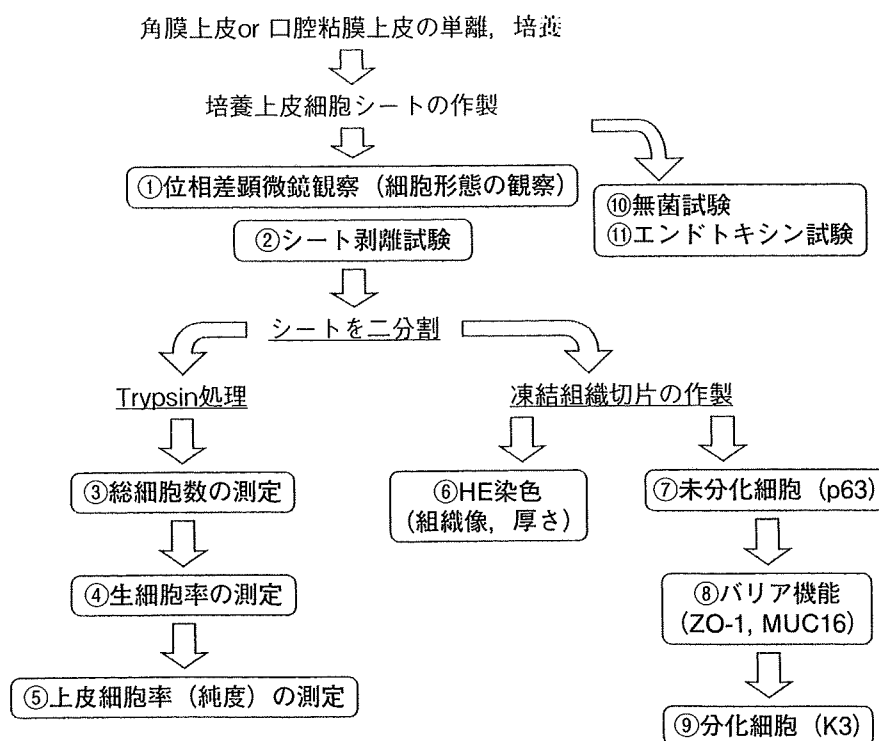 角膜上皮or 口腔粘膜上皮の単離，培養
培養上皮細胞シートの作製
①位相差顕微鏡観察（細胞形態の観察）
②シート剥離試験
⑩無菌試験
⑪エンドトキシン試験
シートを二分割
Trypsin処理
③総細胞数の測定
④生細胞率の測定
⑤上皮細胞率（純度）の測定
凍結組織切片の作製
⑥HE染色
(組織像，厚さ)
⑦未分化細胞（p63）
⑧バリア機能
(ZO-1, MUC16)
⑨分化細胞（K3）